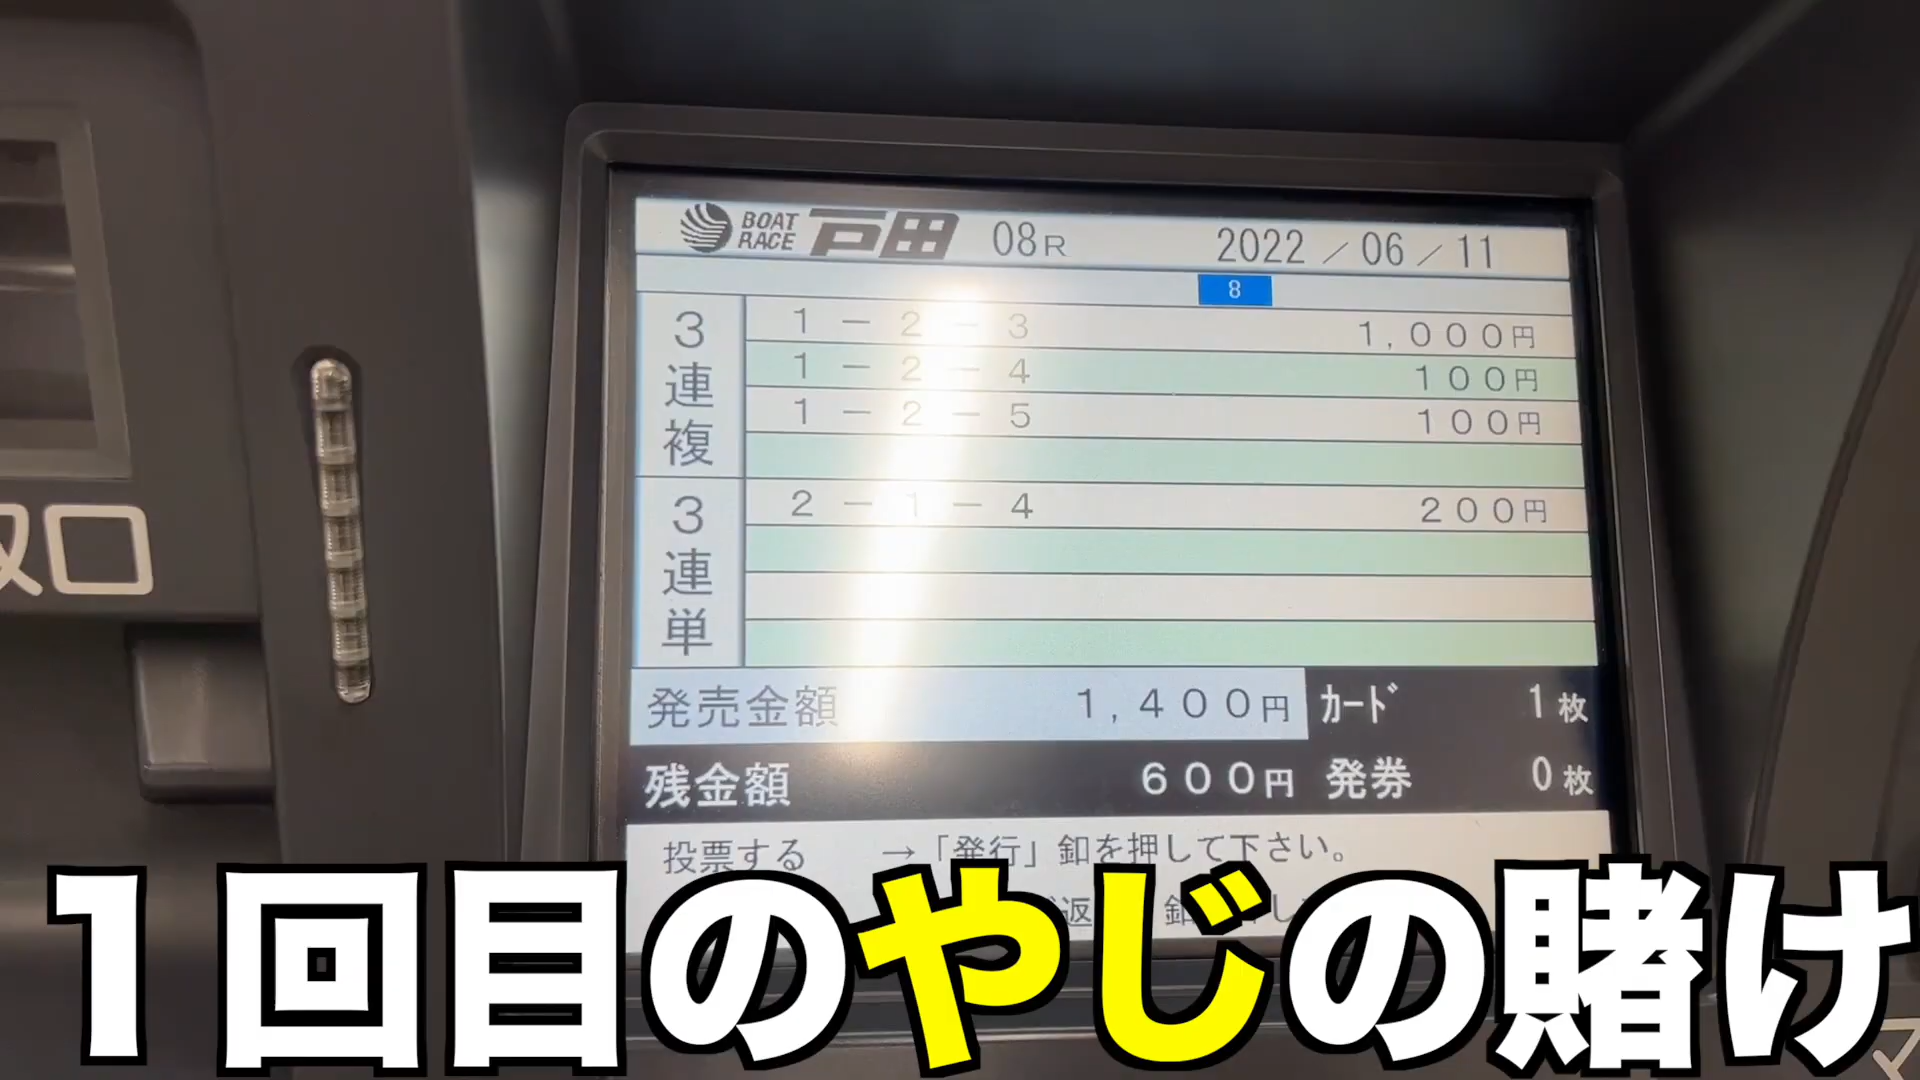 BOAT RACE 戸田 08R 2022/06/11
8
3連複
1-2-3 1,000円
1-2-4 100円
1-2-5 100円
3連単
2-1-4 200円
発売金額 1,400円 カード 1枚
残金額 600円 発券 0枚
投票する →「発行」釦を押して下さい。
返 釦 し
口
1回目のやじの賭け